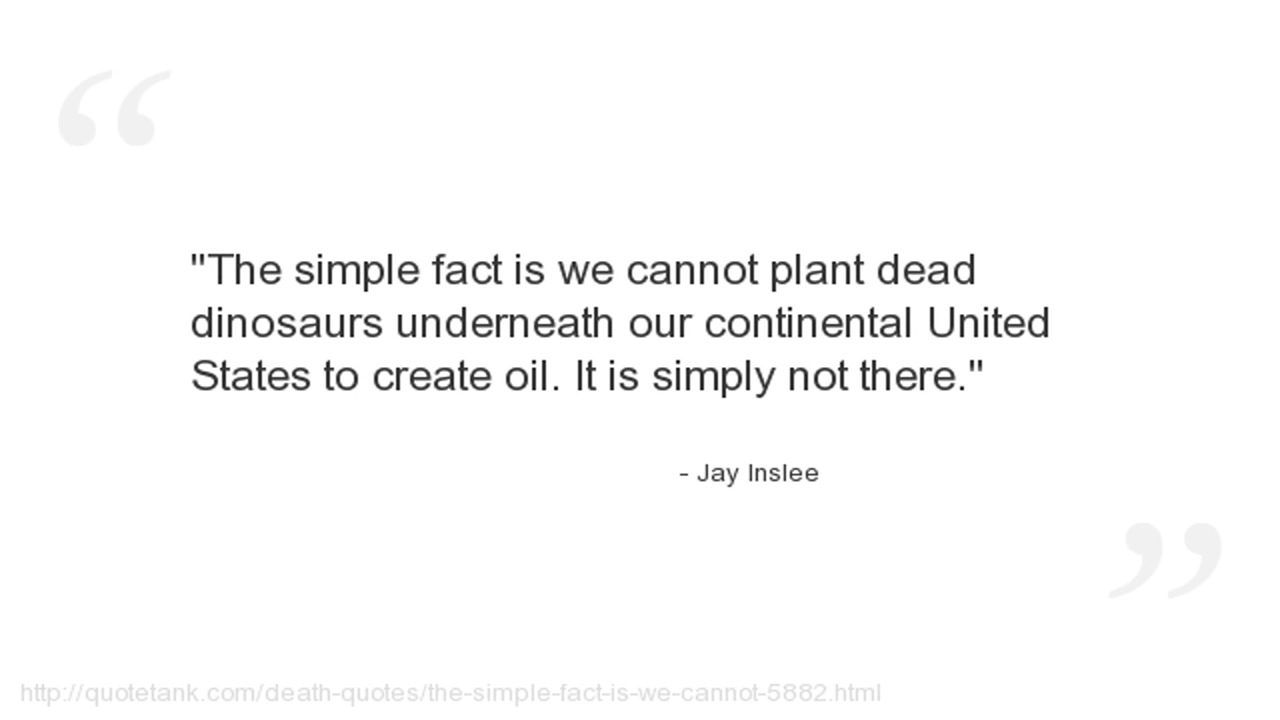 "The simple fact is we cannot plant dead
dinosaurs underneath our continental United
States to create oil. It is simply not there."
- Jay Inslee
http://quotetank.com/death-quotes/the-simple-fact-is-we-cannot-5882.html